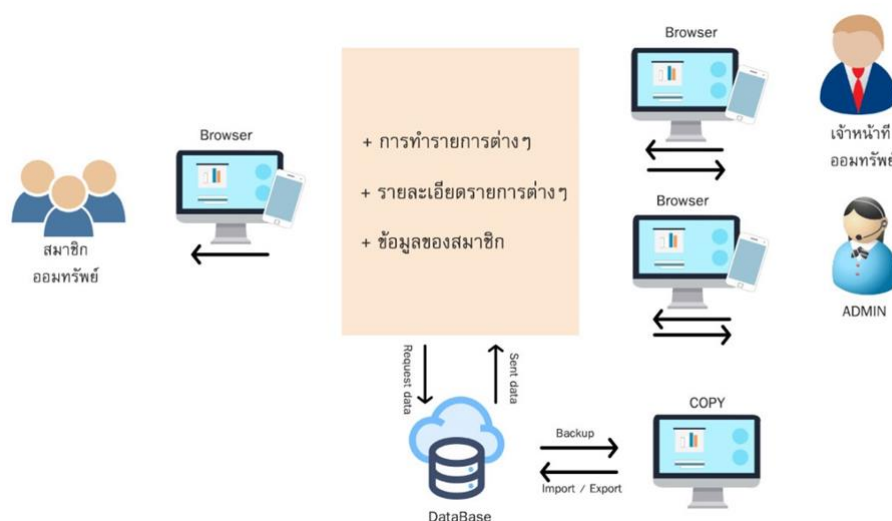 Browser
สมาชิก
ออมทรัพย์
+ การทำรายการต่างๆ
+ รายละเอียดรายการต่างๆ
+ ข้อมูลของสมาชิก
Browser
เจ้าหน้าที่
ออมทรัพย์
Browser
ADMIN
Request data
Sent data
DataBase
Backup
Import / Export
COPY